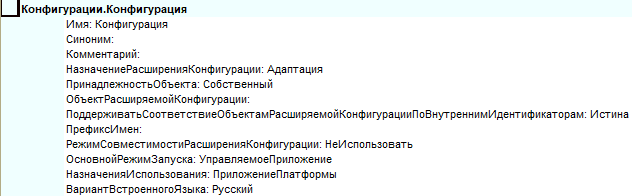 Конфигурации.Конфигурация
Имя: Конфигурация
Синоним:
Комментарий:
НазначениеРасширенияКонфигурации: Адаптация
ПринадлежностьОбъекта: Собственный
ОбъектРасширяемойКонфигурации:
ПоддерживатьСоответствиеОбъектамРасширяемойКонфигурацииПоВнутреннимИдентификаторам: Истина
ПрефиксИмен:
РежимСовместимостиРасширенияКонфигурации: НеИспользовать
ОсновнойРежимЗапуска: УправляемоеПриложение
НазначенияИспользования: ПриложениеПлатформы
ВариантВстроенногоЯзыка: Русский